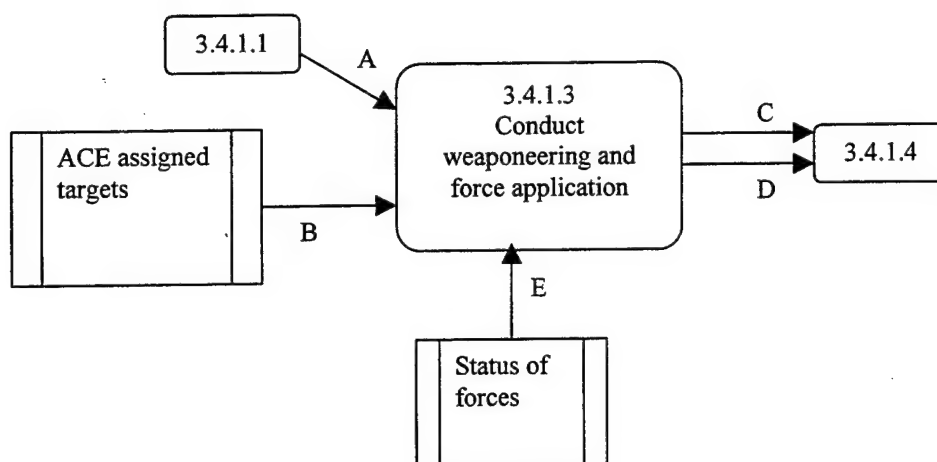 3.4.1.1
A
3.4.1.3
Conduct
weaponeering and
force application
C
3.4.1.4
D
ACE assigned
targets
B
E
Status of
forces